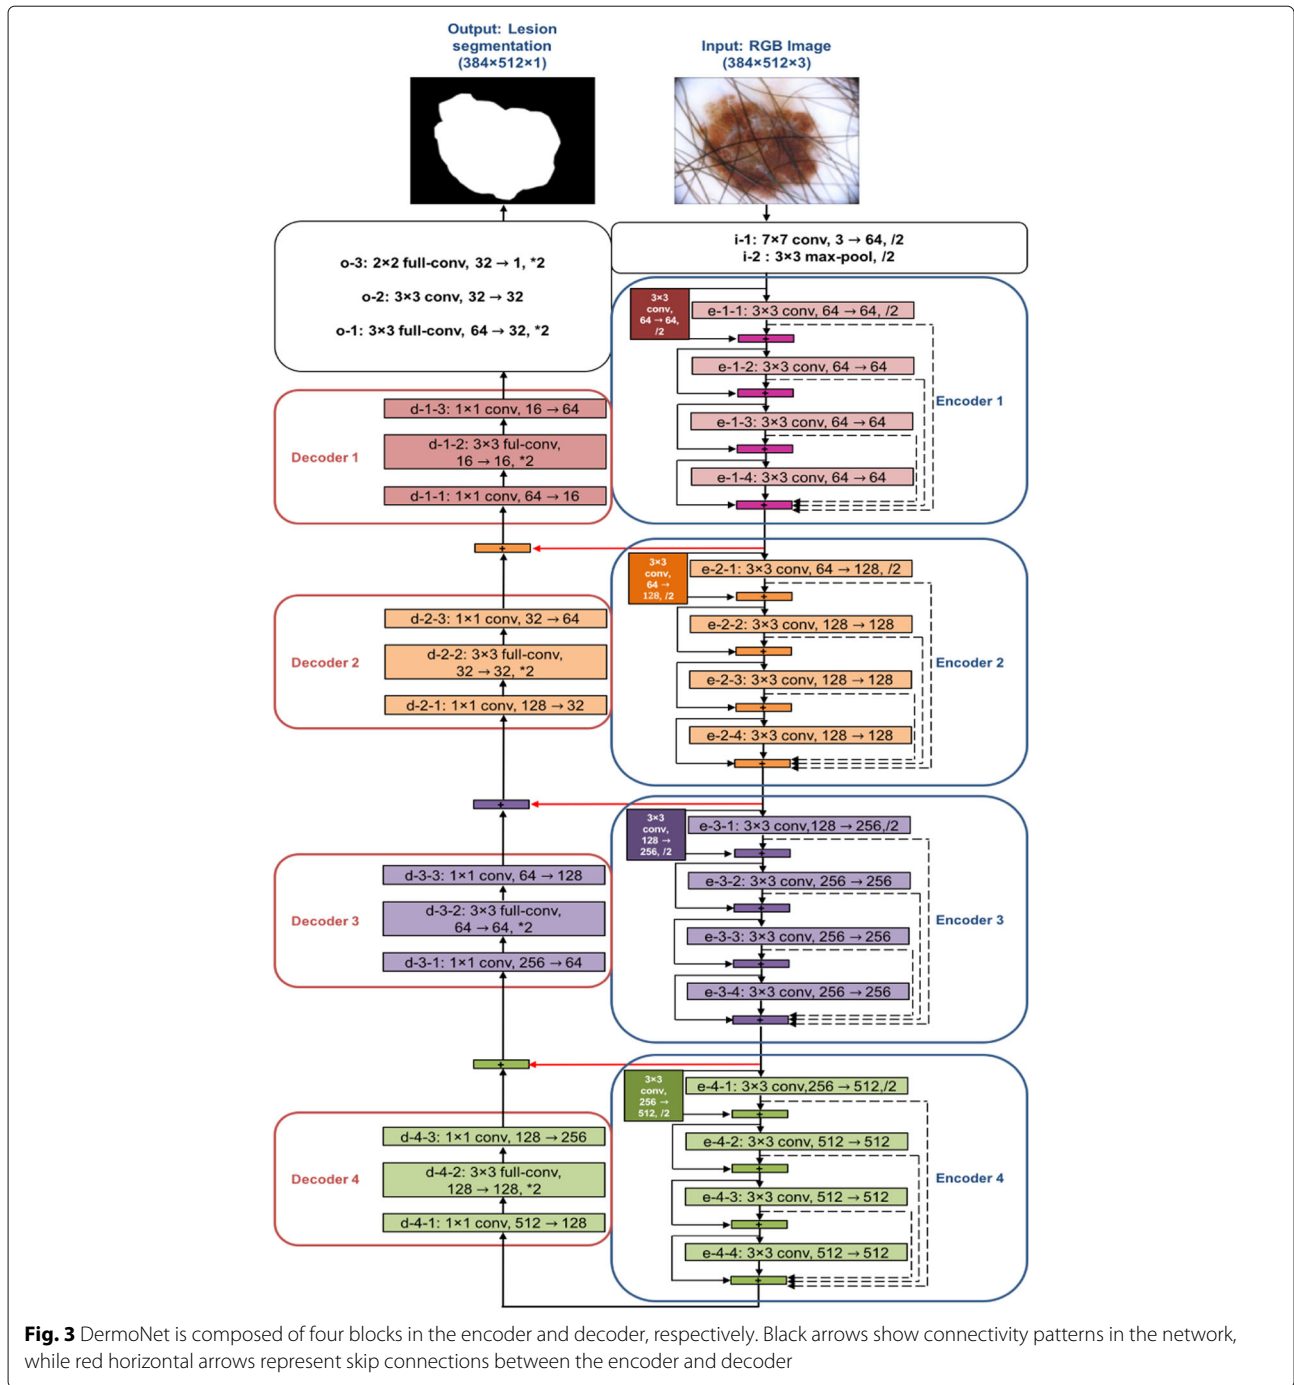 Output: Lesion
segmentation
(384×512×1)
Input: RGB Image
(384×512×3)
i-1: 7×7 conv, 3 → 64, /2
i-2 : 3×3 max-pool, /2
o-3: 2×2 full-conv, 32 → 1, *2
o-2: 3×3 conv, 32 → 32
o-1: 3×3 full-conv, 64 → 32, *2
3×3
conv,
64 → 64,
/2
e-1-1: 3×3 conv, 64 → 64, /2
+
e-1-2: 3×3 conv, 64 → 64
+
e-1-3: 3×3 conv, 64 → 64
+
e-1-4: 3×3 conv, 64 → 64
+
Encoder 1
d-1-3: 1×1 conv, 16 → 64
d-1-2: 3×3 ful-conv,
16 → 16, *2
d-1-1: 1×1 conv, 64 → 16
Decoder 1
+
3×3
conv,
64 →
128, /2
e-2-1: 3×3 conv, 64 → 128, /2
+
e-2-2: 3×3 conv, 128 → 128
+
e-2-3: 3×3 conv, 128 → 128
+
e-2-4: 3×3 conv, 128 → 128
+
Encoder 2
d-2-3: 1×1 conv, 32 → 64
d-2-2: 3×3 full-conv,
32 → 32, *2
d-2-1: 1×1 conv, 128 → 32
Decoder 2
+
3×3
conv,
128 →
256, /2
e-3-1: 3×3 conv,128 → 256,/2
+
e-3-2: 3×3 conv, 256 → 256
+
e-3-3: 3×3 conv, 256 → 256
+
e-3-4: 3×3 conv, 256 → 256
+
Encoder 3
d-3-3: 1×1 conv, 64 → 128
d-3-2: 3×3 full-conv,
64 → 64, *2
d-3-1: 1×1 conv, 256 → 64
Decoder 3
+
3×3
conv,
256 →
512, /2
e-4-1: 3×3 conv,256 → 512,/2
+
e-4-2: 3×3 conv, 512 → 512
+
e-4-3: 3×3 conv, 512 → 512
+
e-4-4: 3×3 conv, 512 → 512
+
Encoder 4
d-4-3: 1×1 conv, 128 → 256
d-4-2: 3×3 full-conv,
128 → 128, *2
d-4-1: 1×1 conv, 512 → 128
Decoder 4
Fig. 3 DermoNet is composed of four blocks in the encoder and decoder, respectively. Black arrows show connectivity patterns in the network,
while red horizontal arrows represent skip connections between the encoder and decoder